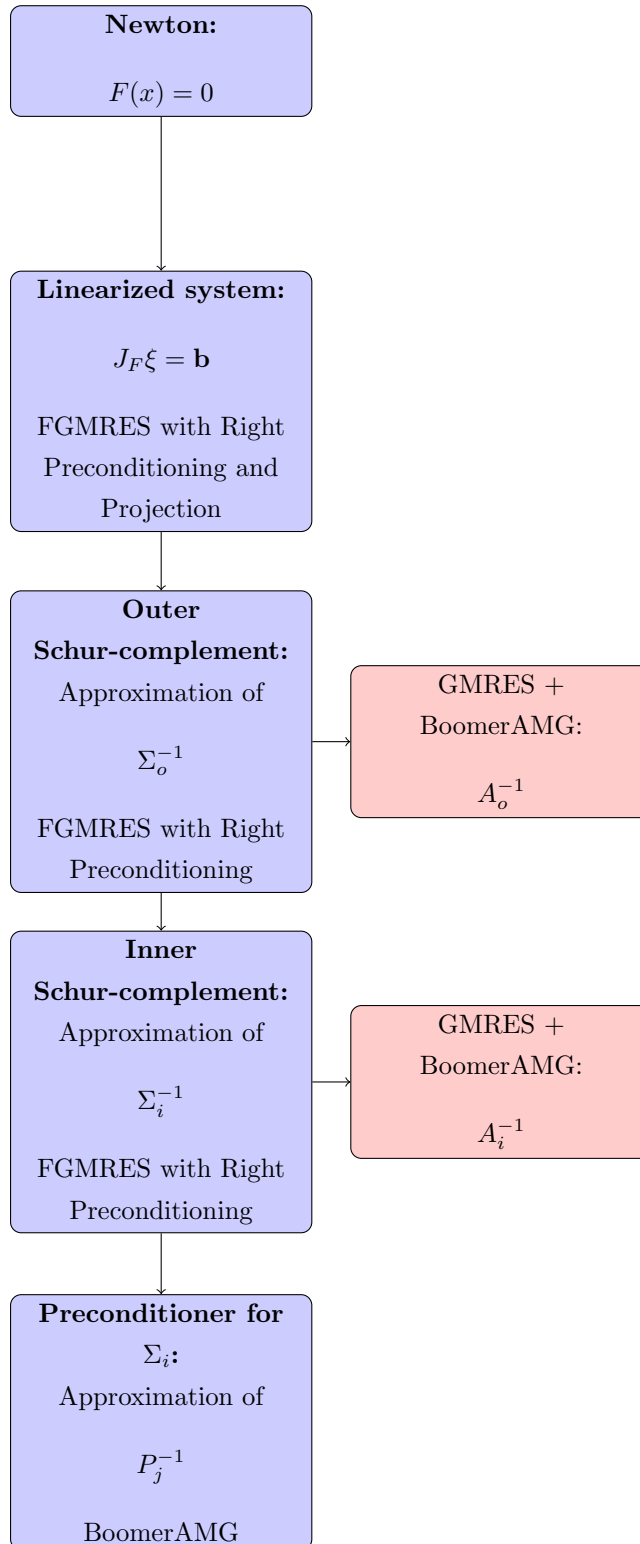 Newton:
F(x) = 0
Linearized system:
J_F ξ = b
FGMRES with Right
Preconditioning and
Projection
Outer
Schur-complement:
Approximation of
Σ_o^{-1}
FGMRES with Right
Preconditioning
GMRES +
BoomerAMG:
A_o^{-1}
Inner
Schur-complement:
Approximation of
Σ_i^{-1}
FGMRES with Right
Preconditioning
GMRES +
BoomerAMG:
A_i^{-1}
Preconditioner for
Σ_i:
Approximation of
P_j^{-1}
BoomerAMG